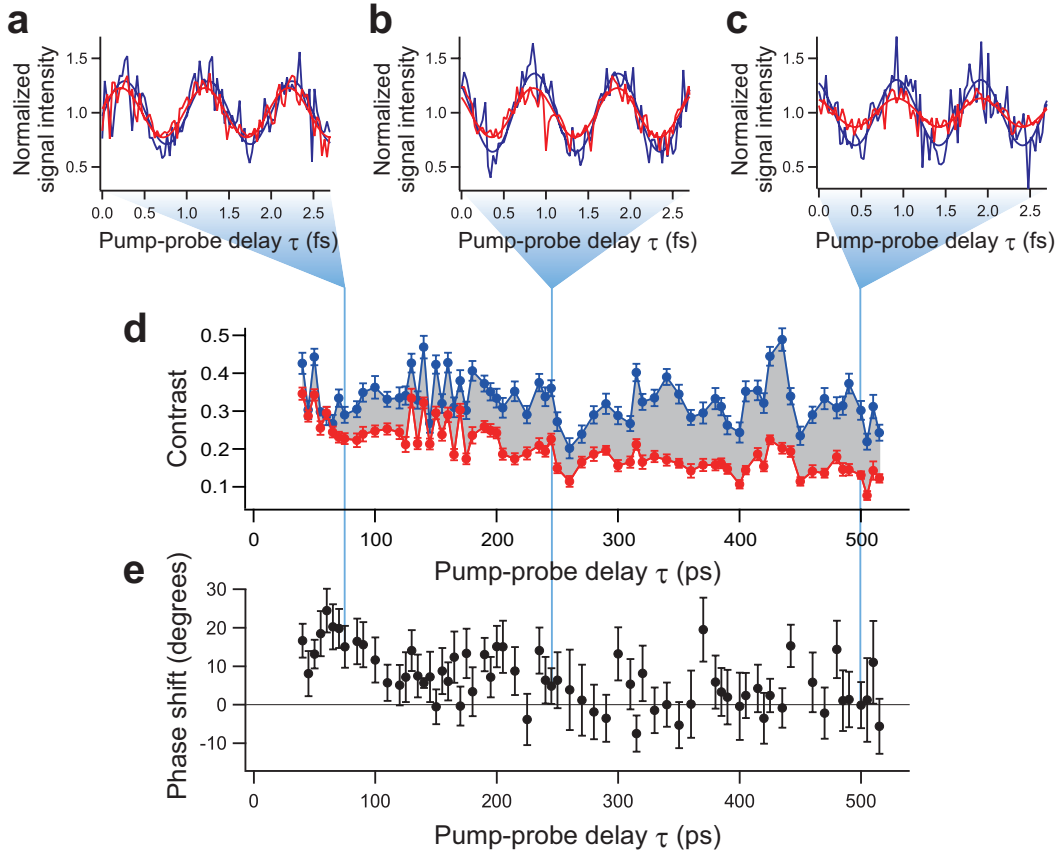 a
b
c
Normalized
signal intensity
1.5
1.0
0.5
0.0 0.5 1.0 1.5 2.0 2.5
Pump-probe delay τ (fs)
Normalized
signal intensity
1.5
1.0
0.5
0.0 0.5 1.0 1.5 2.0 2.5
Pump-probe delay τ (fs)
Normalized
signal intensity
1.5
1.0
0.5
0.0 0.5 1.0 1.5 2.0 2.5
Pump-probe delay τ (fs)
d
Contrast
0.5
0.4
0.3
0.2
0.1
0 100 200 300 400 500
Pump-probe delay τ (ps)
e
Phase shift (degrees)
30
20
10
0
-10
0 100 200 300 400 500
Pump-probe delay τ (ps)